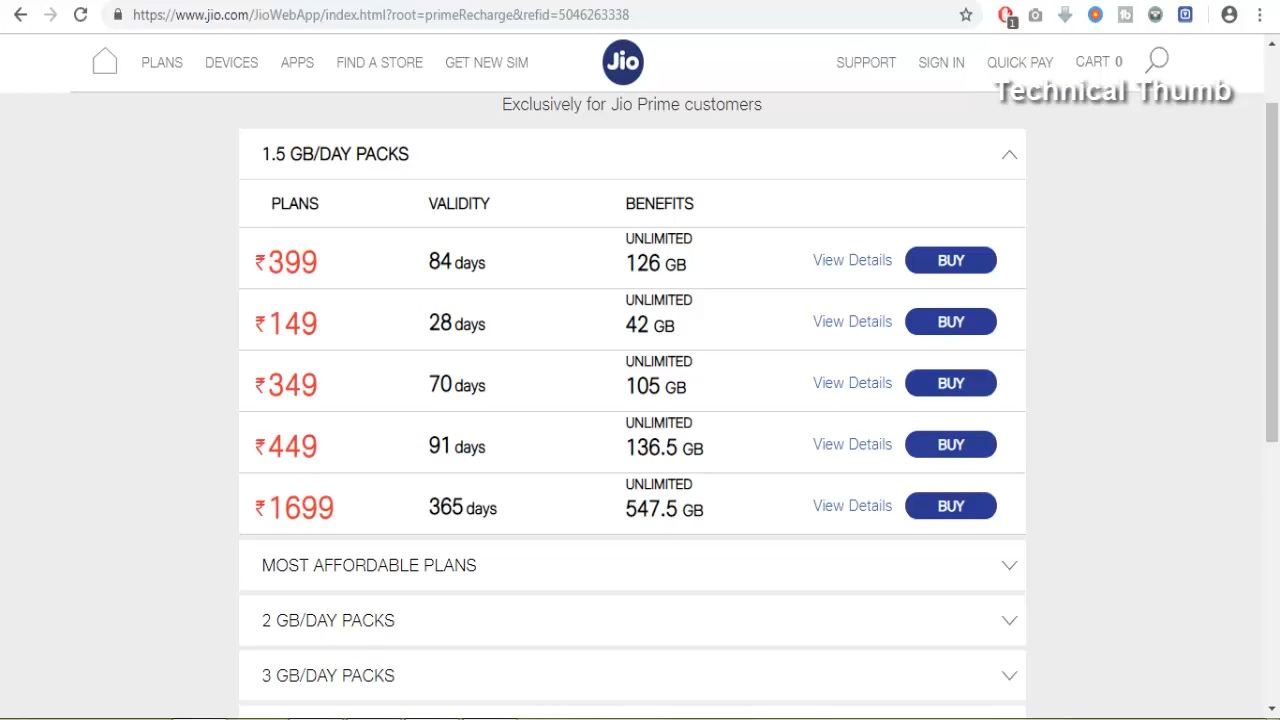 https://www.jio.com/JioWebApp/index.html?root=primeRecharge&refid=5046263338
1
PLANS DEVICES APPS FIND A STORE GET NEW SIM Jio SUPPORT SIGN IN QUICK PAY CART 0
Technical Thumb
Exclusively for Jio Prime customers
1.5 GB/DAY PACKS
PLANS VALIDITY BENEFITS
UNLIMITED
₹399 84 days 126 GB View Details BUY
UNLIMITED
₹149 28 days 42 GB View Details BUY
UNLIMITED
₹349 70 days 105 GB View Details BUY
UNLIMITED
₹449 91 days 136.5 GB View Details BUY
UNLIMITED
₹1699 365 days 547.5 GB View Details BUY
MOST AFFORDABLE PLANS
2 GB/DAY PACKS
3 GB/DAY PACKS